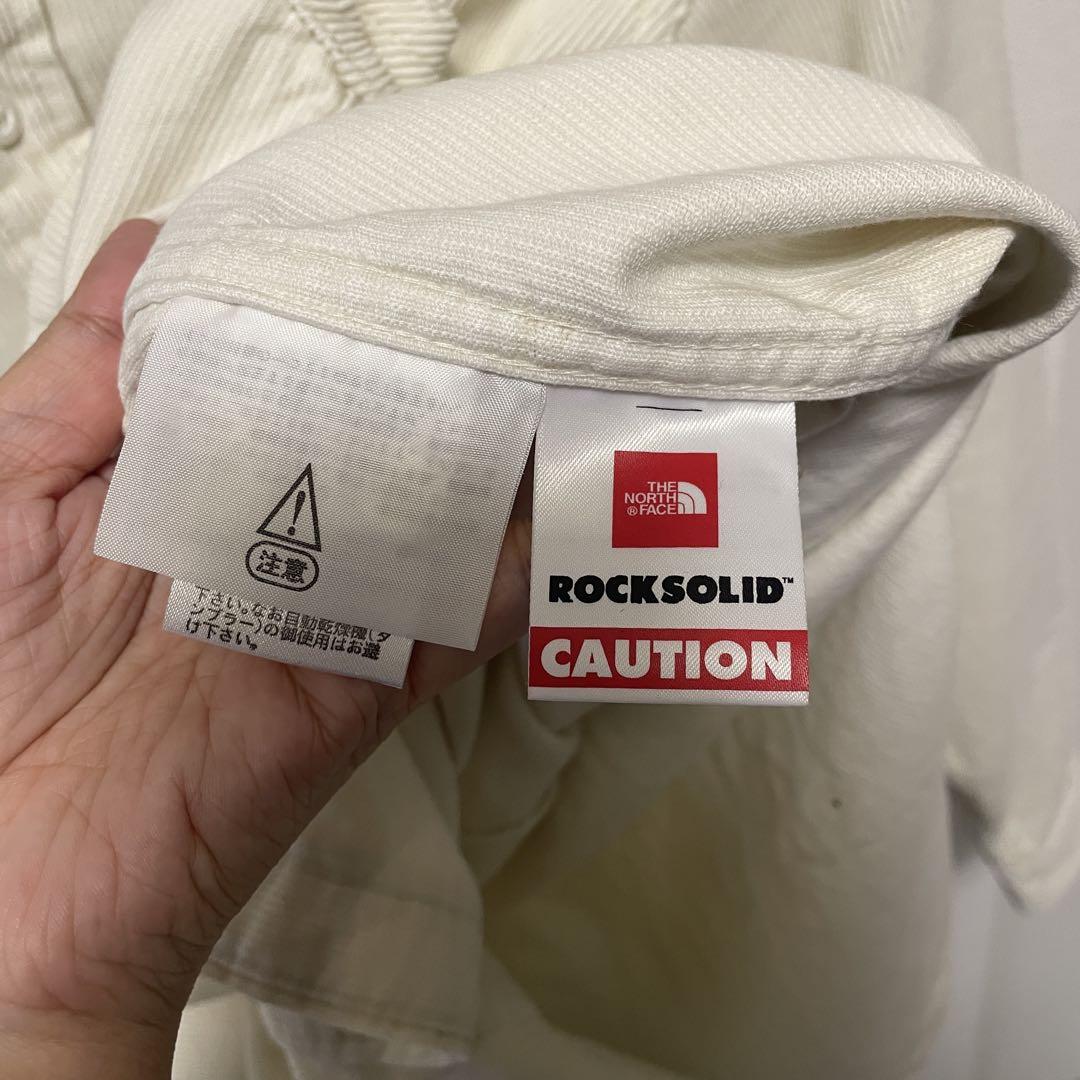 注意
下さい。なお自動乾燥機(タ
ンブラー)の御使用はお避
け下さい。
THE
NORTH
® FACE
ROCKSOLID™
CAUTION